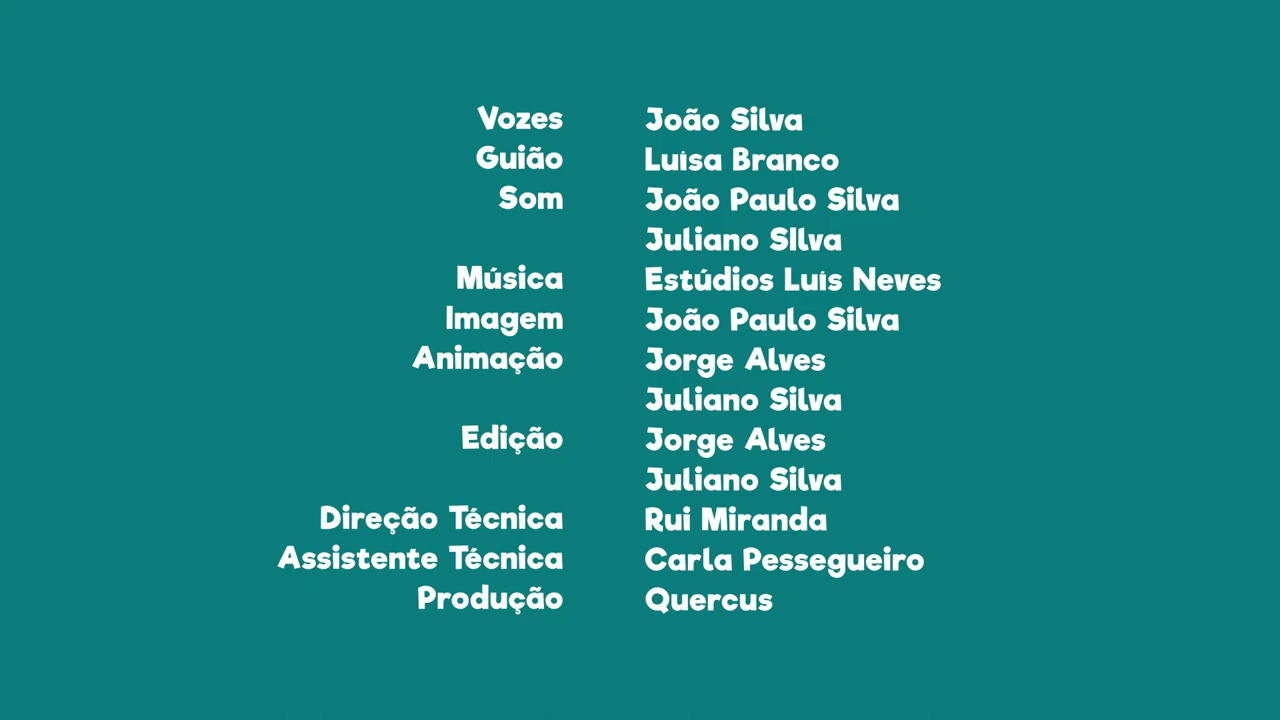 Vozes João Silva
Guião Luísa Branco
Som João Paulo Silva
Juliano SIlva
Música Estúdios Luís Neves
Imagem João Paulo Silva
Animação Jorge Alves
Juliano Silva
Edição Jorge Alves
Juliano Silva
Direção Técnica Rui Miranda
Assistente Técnica Carla Pessegueiro
Produção Quercus